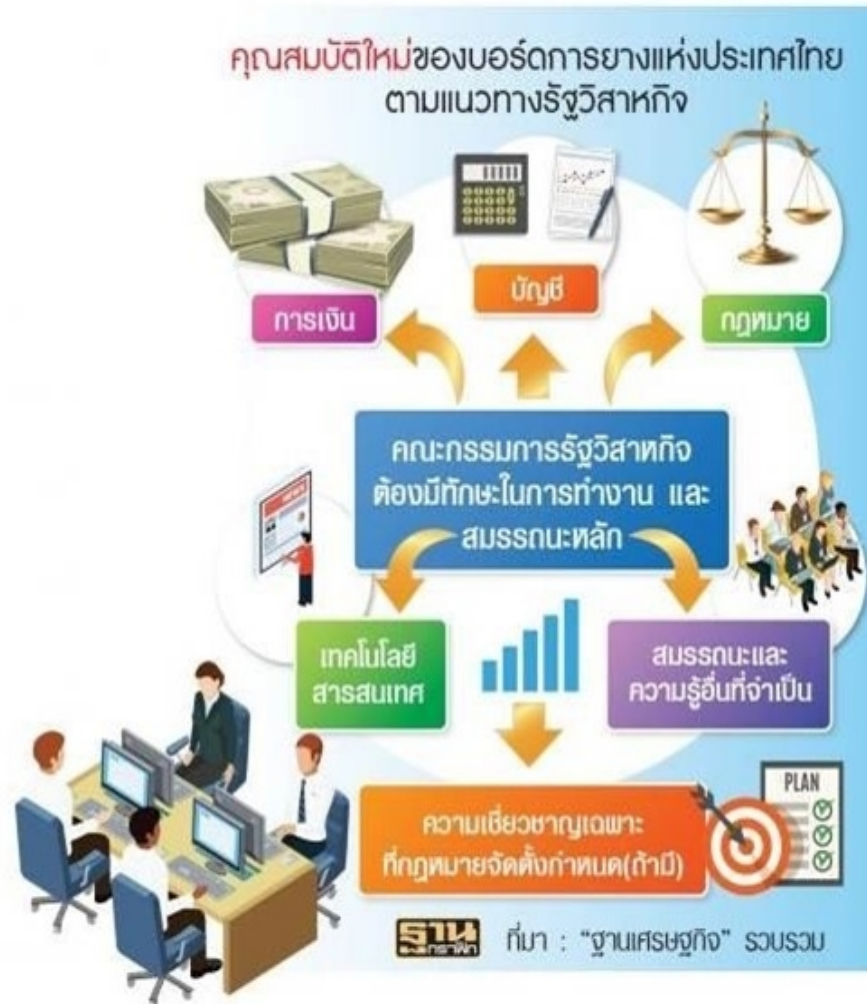 คุณสมบัติใหม่ของบอร์ดการยางแห่งประเทศไทย
ตามแนวทางรัฐวิสาหกิจ
การเงิน
บัญชี
กฎหมาย
คณะกรรมการรัฐวิสาหกิจ
ต้องมีทักษะในการทำงาน และ
สมรรถนะหลัก
เทคโนโลยี
สารสนเทศ
สมรรถนะและ
ความรู้อื่นที่จำเป็น
PLAN
ความเชี่ยวชาญเฉพาะ
ที่กฎหมายจัดตั้งกำหนด(ถ้ามี)
ฐาน
กราฟิก
ที่มา : "ฐานเศรษฐกิจ" รวบรวม